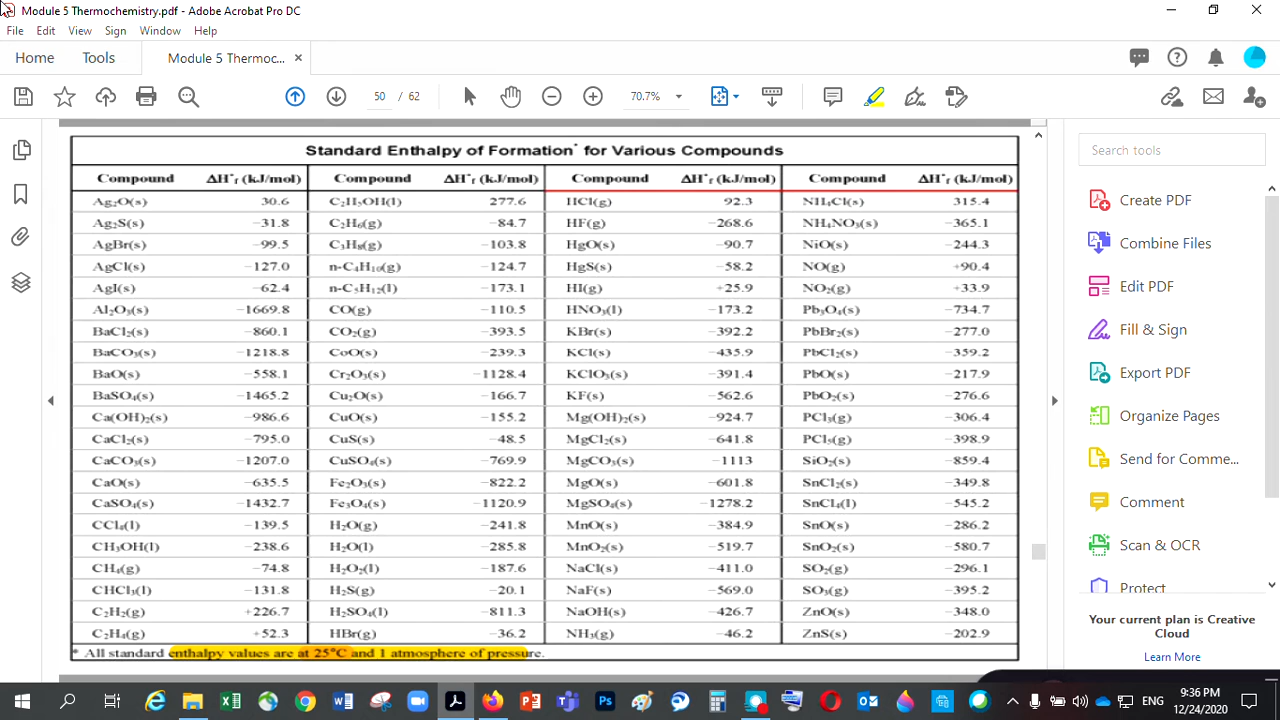 Module 5 Thermochemistry.pdf - Adobe Acrobat Pro DC
File Edit View Sign Window Help
Home Tools Module 5 Thermoc... ×
50 / 62 70.7%
Standard Enthalpy of Formation* for Various Compounds
Compound ΔH°f (kJ/mol) Compound ΔH°f (kJ/mol) Compound ΔH°f (kJ/mol) Compound ΔH°f (kJ/mol)
Ag₂O(s) 30.6 C₂H₅OH(l) 277.6 HCl(g) 92.3 NH₄Cl(s) 315.4
Ag₂S(s) −31.8 C₂H₆(g) −84.7 HF(g) −268.6 NH₄NO₃(s) −365.1
AgBr(s) −99.5 C₃H₈(g) −103.8 HgO(s) −90.7 NiO(s) −244.3
AgCl(s) −127.0 n-C₄H₁₀(g) −124.7 HgS(s) −58.2 NO(g) +90.4
AgI(s) −62.4 n-C₅H₁₂(l) −173.1 HI(g) +25.9 NO₂(g) +33.9
Al₂O₃(s) −1669.8 CO(g) −110.5 HNO₃(l) −173.2 Pb₃O₄(s) −734.7
BaCl₂(s) −860.1 CO₂(g) −393.5 KBr(s) −392.2 PbBr₂(s) −277.0
BaCO₃(s) −1218.8 CoO(s) −239.3 KCl(s) −435.9 PbCl₂(s) −359.2
BaO(s) −558.1 Cr₂O₃(s) −1128.4 KClO₃(s) −391.4 PbO(s) −217.9
BaSO₄(s) −1465.2 Cu₂O(s) −166.7 KF(s) −562.6 PbO₂(s) −276.6
Ca(OH)₂(s) −986.6 CuO(s) −155.2 Mg(OH)₂(s) −924.7 PCl₃(g) −306.4
CaCl₂(s) −795.0 CuS(s) −48.5 MgCl₂(s) −641.8 PCl₅(g) −398.9
CaCO₃(s) −1207.0 CuSO₄(s) −769.9 MgCO₃(s) −1113 SiO₂(s) −859.4
CaO(s) −635.5 Fe₂O₃(s) −822.2 MgO(s) −601.8 SnCl₂(s) −349.8
CaSO₄(s) −1432.7 Fe₃O₄(s) −1120.9 MgSO₄(s) −1278.2 SnCl₄(l) −545.2
CCl₄(l) −139.5 H₂O(g) −241.8 MnO(s) −384.9 SnO(s) −286.2
CH₃OH(l) −238.6 H₂O(l) −285.8 MnO₂(s) −519.7 SnO₂(s) −580.7
CH₄(g) −74.8 H₂O₂(l) −187.6 NaCl(s) −411.0 SO₂(g) −296.1
CHCl₃(l) −131.8 H₂S(g) −20.1 NaF(s) −569.0 SO₃(g) −395.2
C₂H₂(g) +226.7 H₂SO₄(l) −811.3 NaOH(s) −426.7 ZnO(s) −348.0
C₂H₄(g) +52.3 HBr(g) −36.2 NH₃(g) −46.2 ZnS(s) −202.9
* All standard enthalpy values are at 25°C and 1 atmosphere of pressure.
Search tools
Create PDF
Combine Files
Edit PDF
Fill & Sign
Export PDF
Organize Pages
Send for Comme...
Comment
Scan & OCR
Protect
Your current plan is Creative
Cloud
Learn More
ENG
9:36 PM
12/24/2020